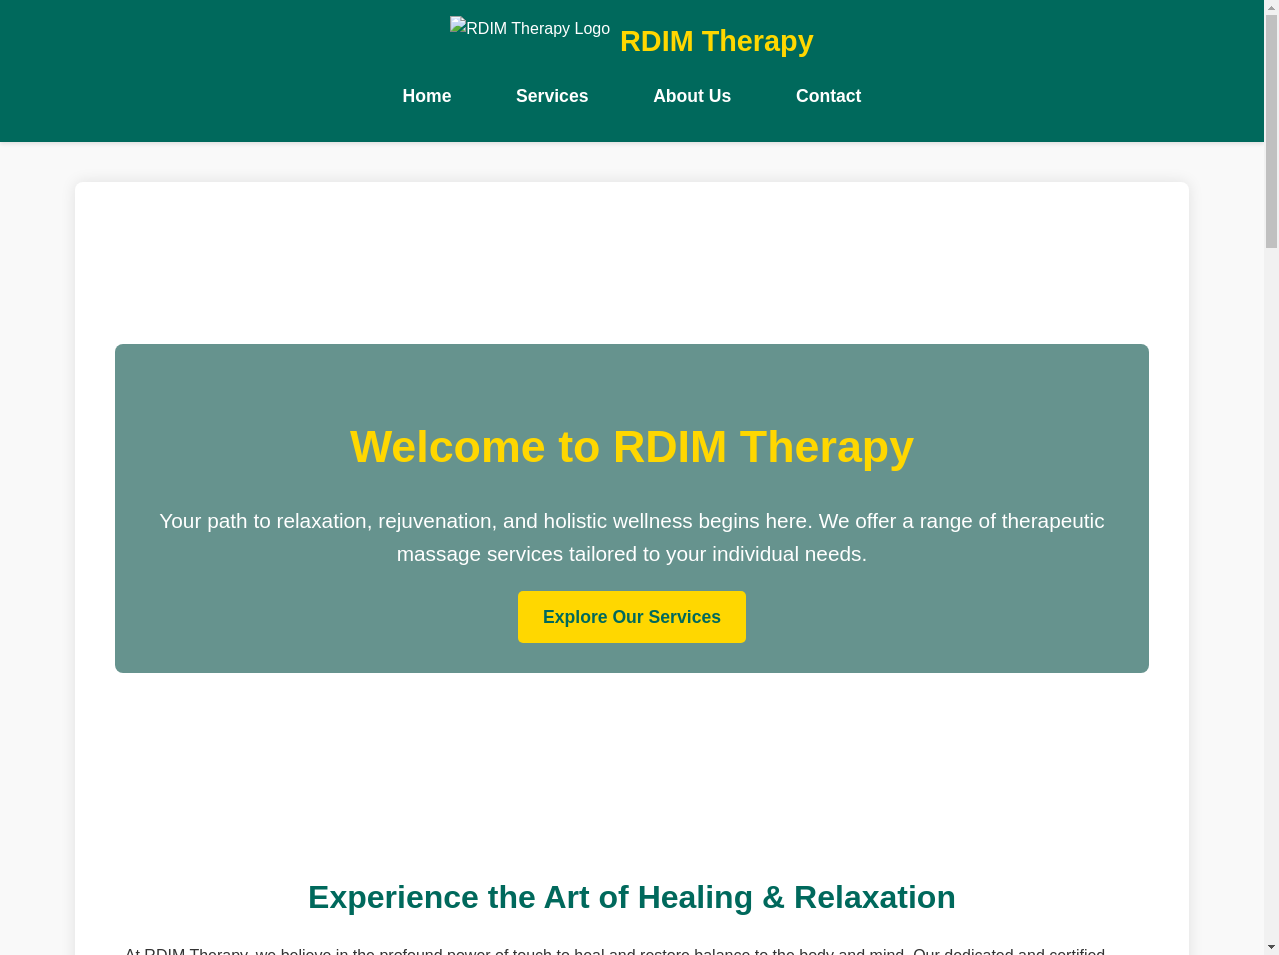 RDIM Therapy Logo
RDIM Therapy
Home Services About Us Contact
Welcome to RDIM Therapy
Your path to relaxation, rejuvenation, and holistic wellness begins here. We offer a range of therapeutic
massage services tailored to your individual needs.
Explore Our Services
Experience the Art of Healing & Relaxation
At RDIM Therapy, we believe in the profound power of touch to heal and restore balance to the body and mind. Our dedicated and certified